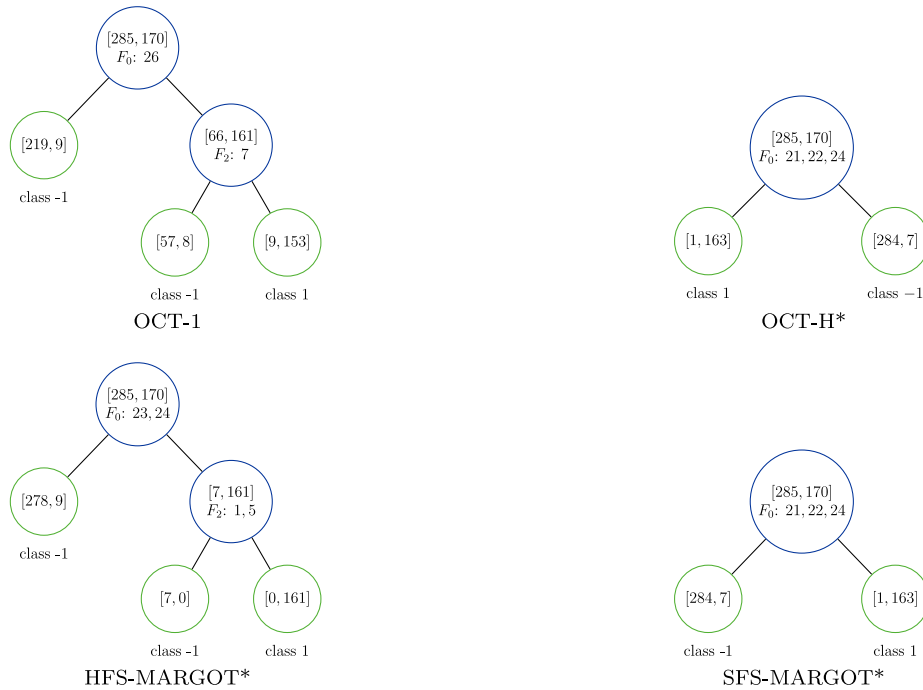 [285, 170]
F₀: 26
[219, 9]
class -1
[66, 161]
F₂: 7
[57, 8]
class -1
[9, 153]
class 1
OCT-1
[285, 170]
F₀: 21, 22, 24
[1, 163]
class 1
[284, 7]
class −1
OCT-H*
[285, 170]
F₀: 23, 24
[278, 9]
class -1
[7, 161]
F₂: 1, 5
[7, 0]
class -1
[0, 161]
class 1
HFS-MARGOT*
[285, 170]
F₀: 21, 22, 24
[284, 7]
class -1
[1, 163]
class 1
SFS-MARGOT*